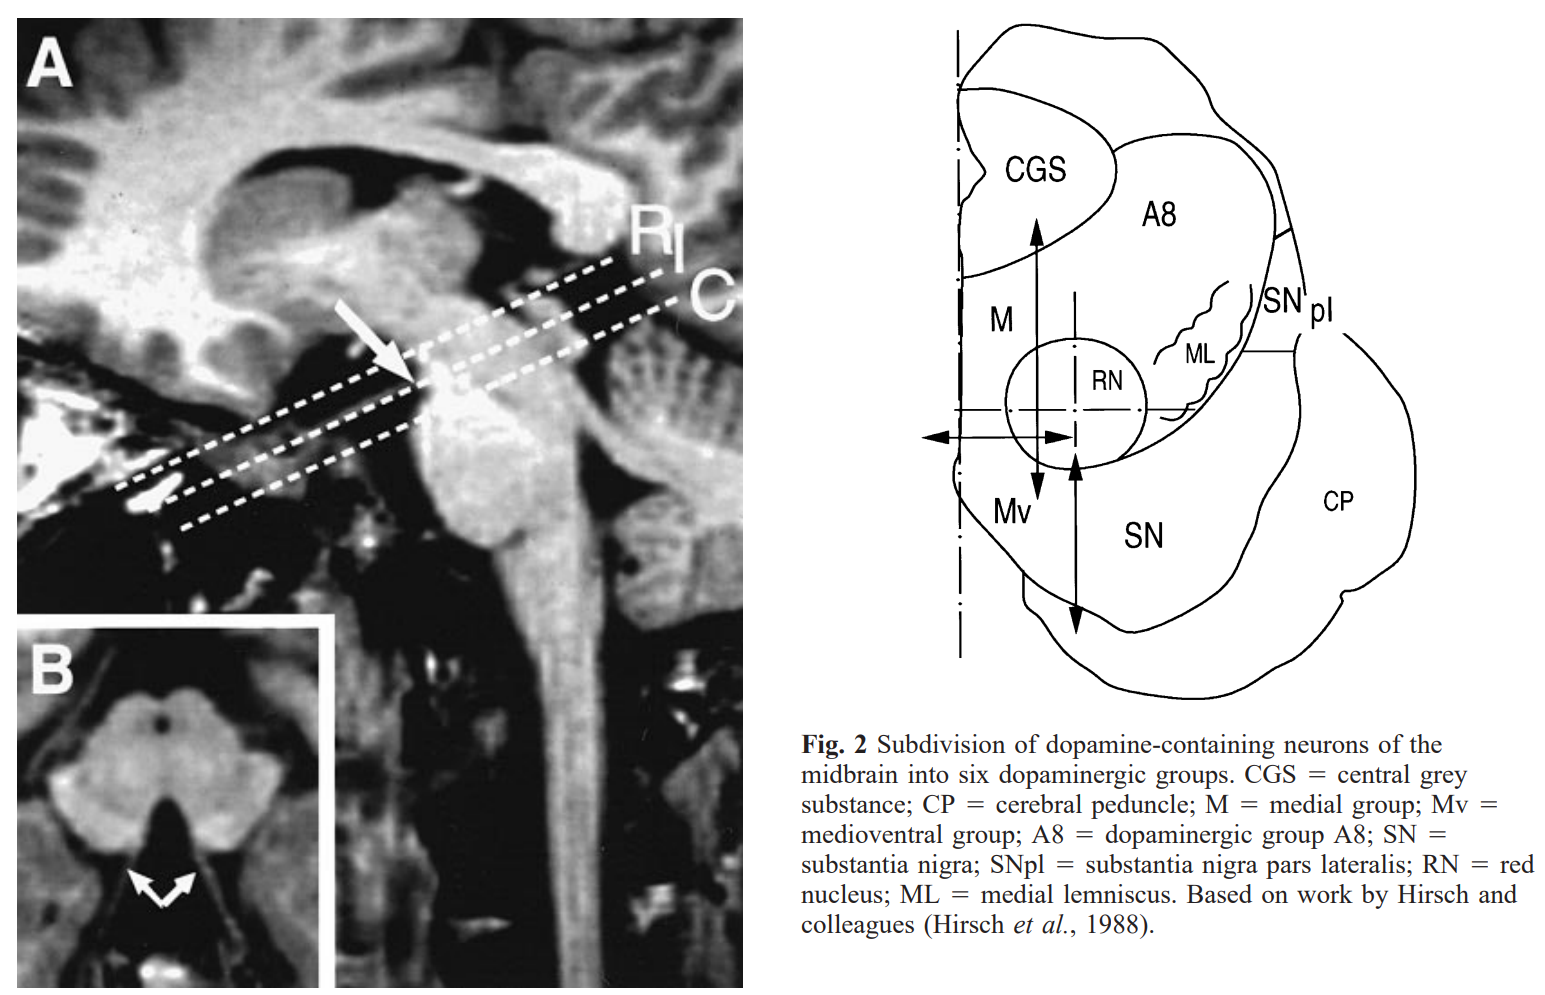 A
R
I
C
B
CGS
A8
M
SN pl
ML
RN
Mv
SN
CP
Fig. 2 Subdivision of dopamine-containing neurons of the
midbrain into six dopaminergic groups. CGS = central grey
substance; CP = cerebral peduncle; M = medial group; Mv =
medioventral group; A8 = dopaminergic group A8; SN =
substantia nigra; SNpl = substantia nigra pars lateralis; RN = red
nucleus; ML = medial lemniscus. Based on work by Hirsch and
colleagues (Hirsch et al., 1988).